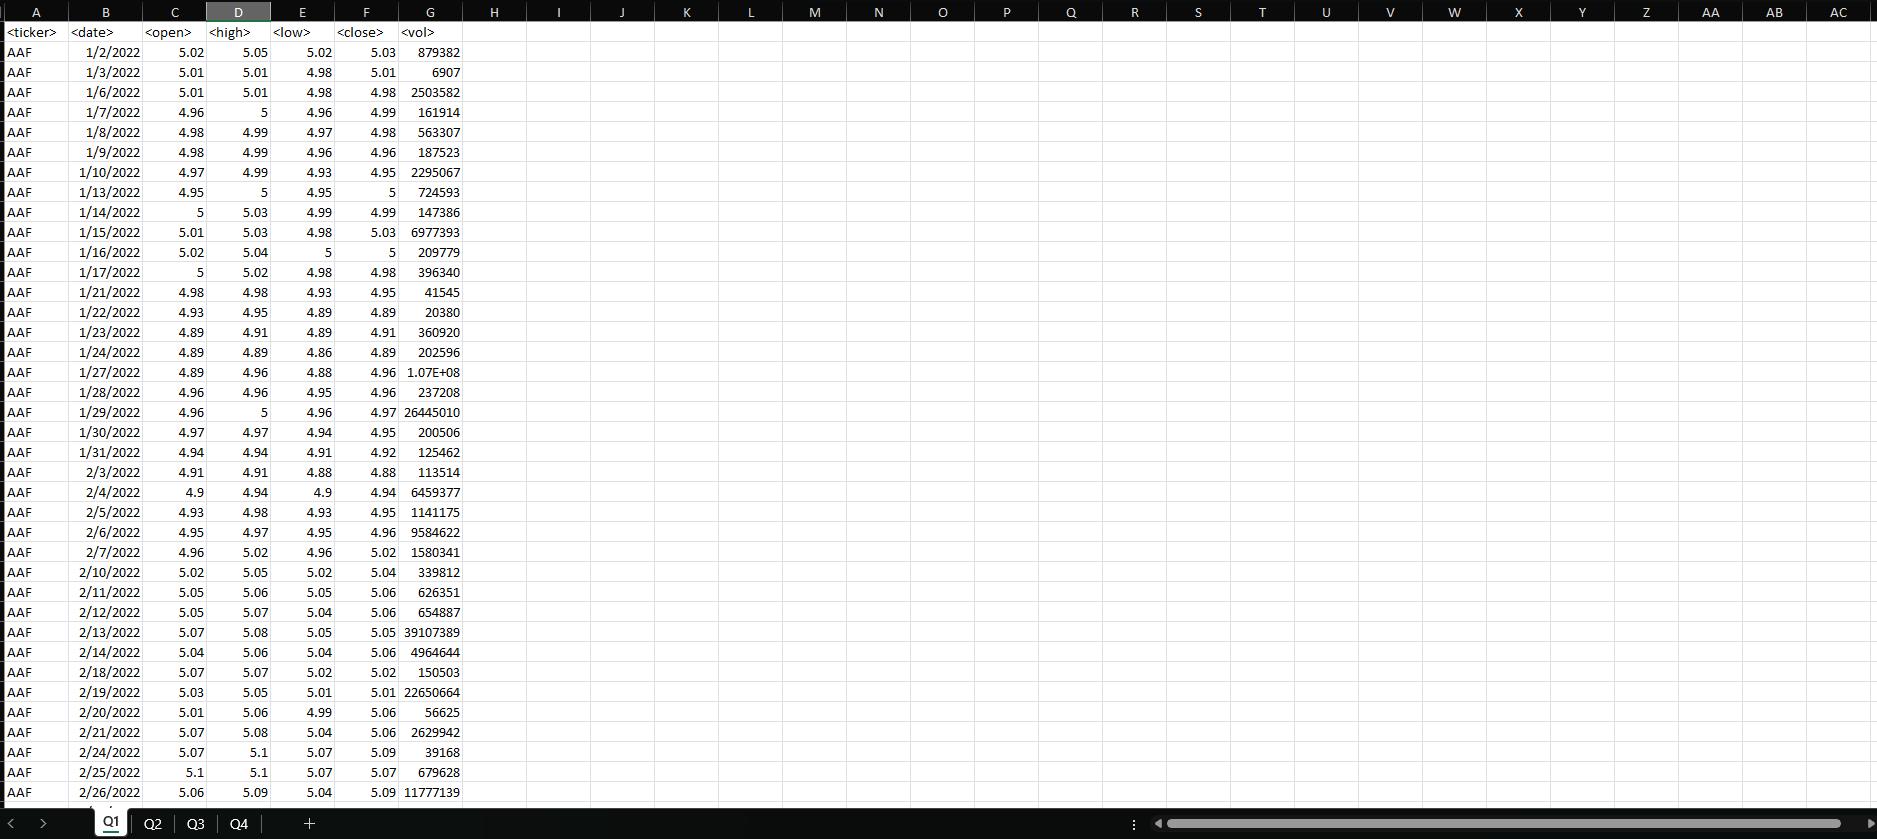 A B C D E F G H I J K L M N O P Q R S T U V W X Y Z AA AB AC
<ticker> <date> <open> <high> <low> <close> <vol>
AAF 1/2/2022 5.02 5.05 5.02 5.03 879382
AAF 1/3/2022 5.01 5.01 4.98 5.01 6907
AAF 1/6/2022 5.01 5.01 4.98 4.98 2503582
AAF 1/7/2022 4.96 5 4.96 4.99 161914
AAF 1/8/2022 4.98 4.99 4.97 4.98 563307
AAF 1/9/2022 4.98 4.99 4.96 4.96 187523
AAF 1/10/2022 4.97 4.99 4.93 4.95 2295067
AAF 1/13/2022 4.95 5 4.95 5 724593
AAF 1/14/2022 5 5.03 4.99 4.99 147386
AAF 1/15/2022 5.01 5.03 4.98 5.03 6977393
AAF 1/16/2022 5.02 5.04 5 5 209779
AAF 1/17/2022 5 5.02 4.98 4.98 396340
AAF 1/21/2022 4.98 4.98 4.93 4.95 41545
AAF 1/22/2022 4.93 4.95 4.89 4.89 20380
AAF 1/23/2022 4.89 4.91 4.89 4.91 360920
AAF 1/24/2022 4.89 4.89 4.86 4.89 202596
AAF 1/27/2022 4.89 4.96 4.88 4.96 1.07E+08
AAF 1/28/2022 4.96 4.96 4.95 4.96 237208
AAF 1/29/2022 4.96 5 4.96 4.97 26445010
AAF 1/30/2022 4.97 4.97 4.94 4.95 200506
AAF 1/31/2022 4.94 4.94 4.91 4.92 125462
AAF 2/3/2022 4.91 4.91 4.88 4.88 113514
AAF 2/4/2022 4.9 4.94 4.9 4.94 6459377
AAF 2/5/2022 4.93 4.98 4.93 4.95 1141175
AAF 2/6/2022 4.95 4.97 4.95 4.96 9584622
AAF 2/7/2022 4.96 5.02 4.96 5.02 1580341
AAF 2/10/2022 5.02 5.05 5.02 5.04 339812
AAF 2/11/2022 5.05 5.06 5.05 5.06 626351
AAF 2/12/2022 5.05 5.07 5.04 5.06 654887
AAF 2/13/2022 5.07 5.08 5.05 5.05 39107389
AAF 2/14/2022 5.04 5.06 5.04 5.06 4964644
AAF 2/18/2022 5.07 5.07 5.02 5.02 150503
AAF 2/19/2022 5.03 5.05 5.01 5.01 22650664
AAF 2/20/2022 5.01 5.06 4.99 5.06 56625
AAF 2/21/2022 5.07 5.08 5.04 5.06 2629942
AAF 2/24/2022 5.07 5.1 5.07 5.09 39168
AAF 2/25/2022 5.1 5.1 5.07 5.07 679628
AAF 2/26/2022 5.06 5.09 5.04 5.09 11777139
Q1 Q2 Q3 Q4